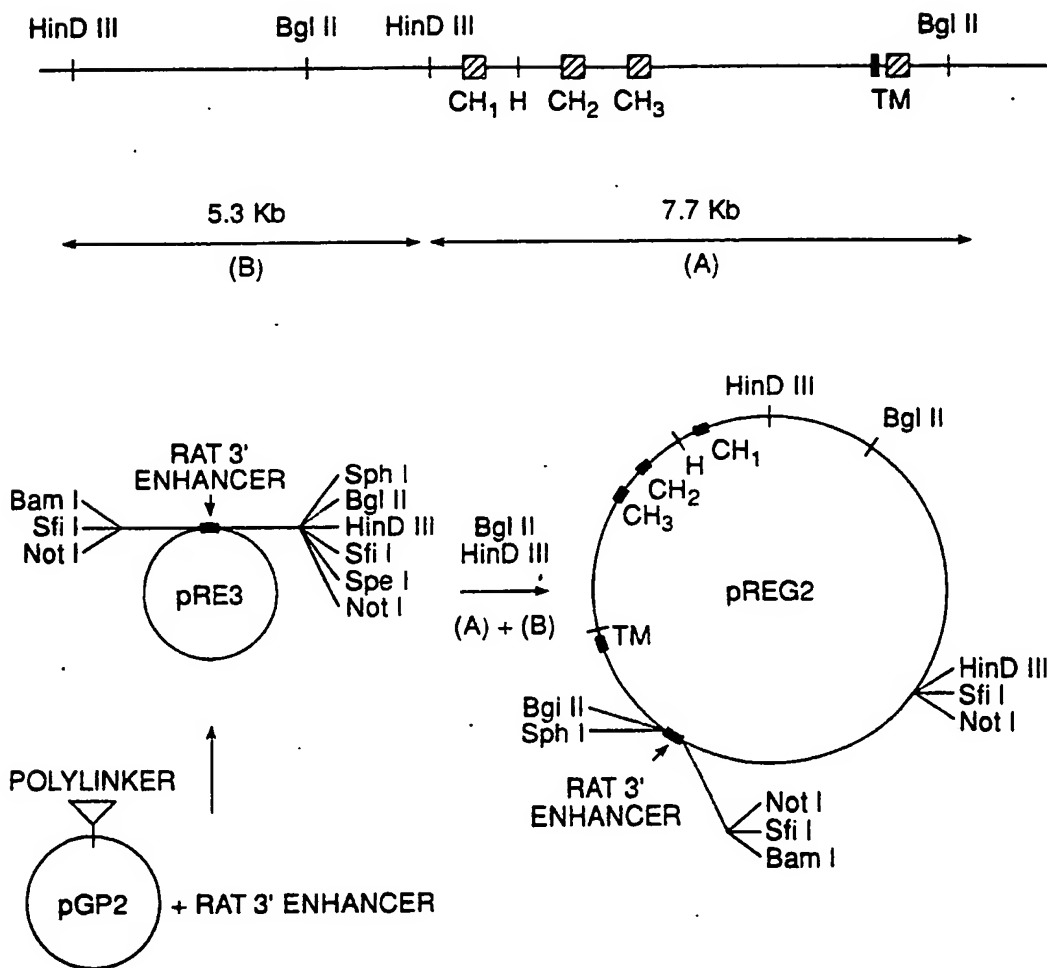 HinD III Bgl II HinD III Bgl II
CH1 H CH2 CH3 TM
5.3 Kb 7.7 Kb
(B) (A)
RAT 3'
ENHANCER
Bam I
Sfi I
Not I
Sph I
Bgl II
HinD III
Sfi I
Spe I
Not I
pRE3
Bgl II
HinD III
(A) + (B)
HinD III
Bgl II
CH1
H
CH2
CH3
pREG2
TM
HinD III
Sfi I
Not I
Bgi II
Sph I
RAT 3'
ENHANCER
Not I
Sfi I
Bam I
POLYLINKER
pGP2 + RAT 3' ENHANCER